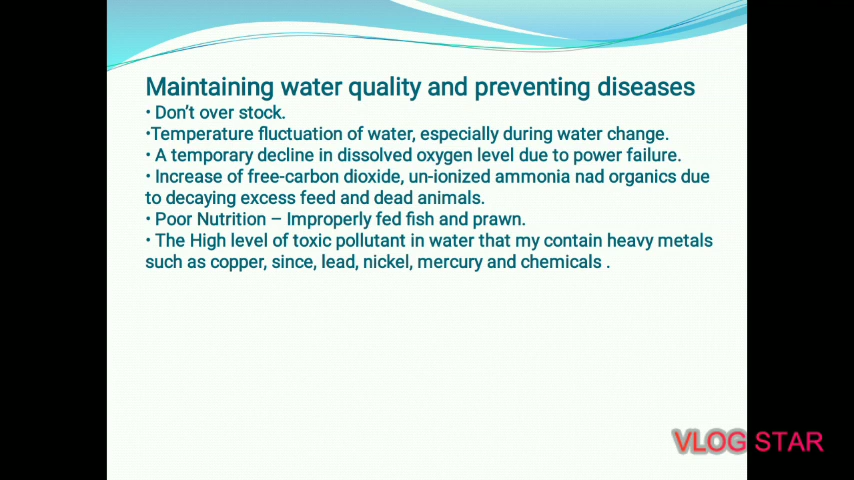 Maintaining water quality and preventing diseases
• Don't over stock.
•Temperature fluctuation of water, especially during water change.
• A temporary decline in dissolved oxygen level due to power failure.
• Increase of free-carbon dioxide, un-ionized ammonia nad organics due
to decaying excess feed and dead animals.
• Poor Nutrition – Improperly fed fish and prawn.
• The High level of toxic pollutant in water that my contain heavy metals
such as copper, since, lead, nickel, mercury and chemicals .
VLOG STAR